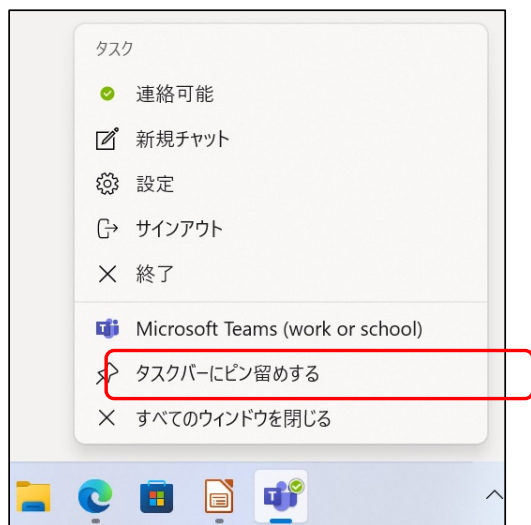 タスク
連絡可能
新規チャット
設定
サインアウト
終了
Microsoft Teams (work or school)
タスクバーにピン留めする
すべてのウィンドウを閉じる